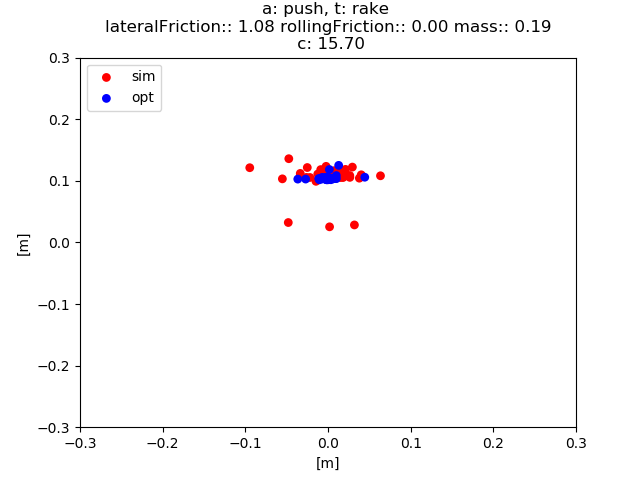 a: push, t: rake
lateralFriction:: 1.08 rollingFriction:: 0.00 mass:: 0.19
c: 15.70
sim
opt
[m]
0.3
0.2
0.1
0.0
−0.1
−0.2
−0.3
−0.3
−0.2
−0.1
0.0
0.1
0.2
0.3
[m]